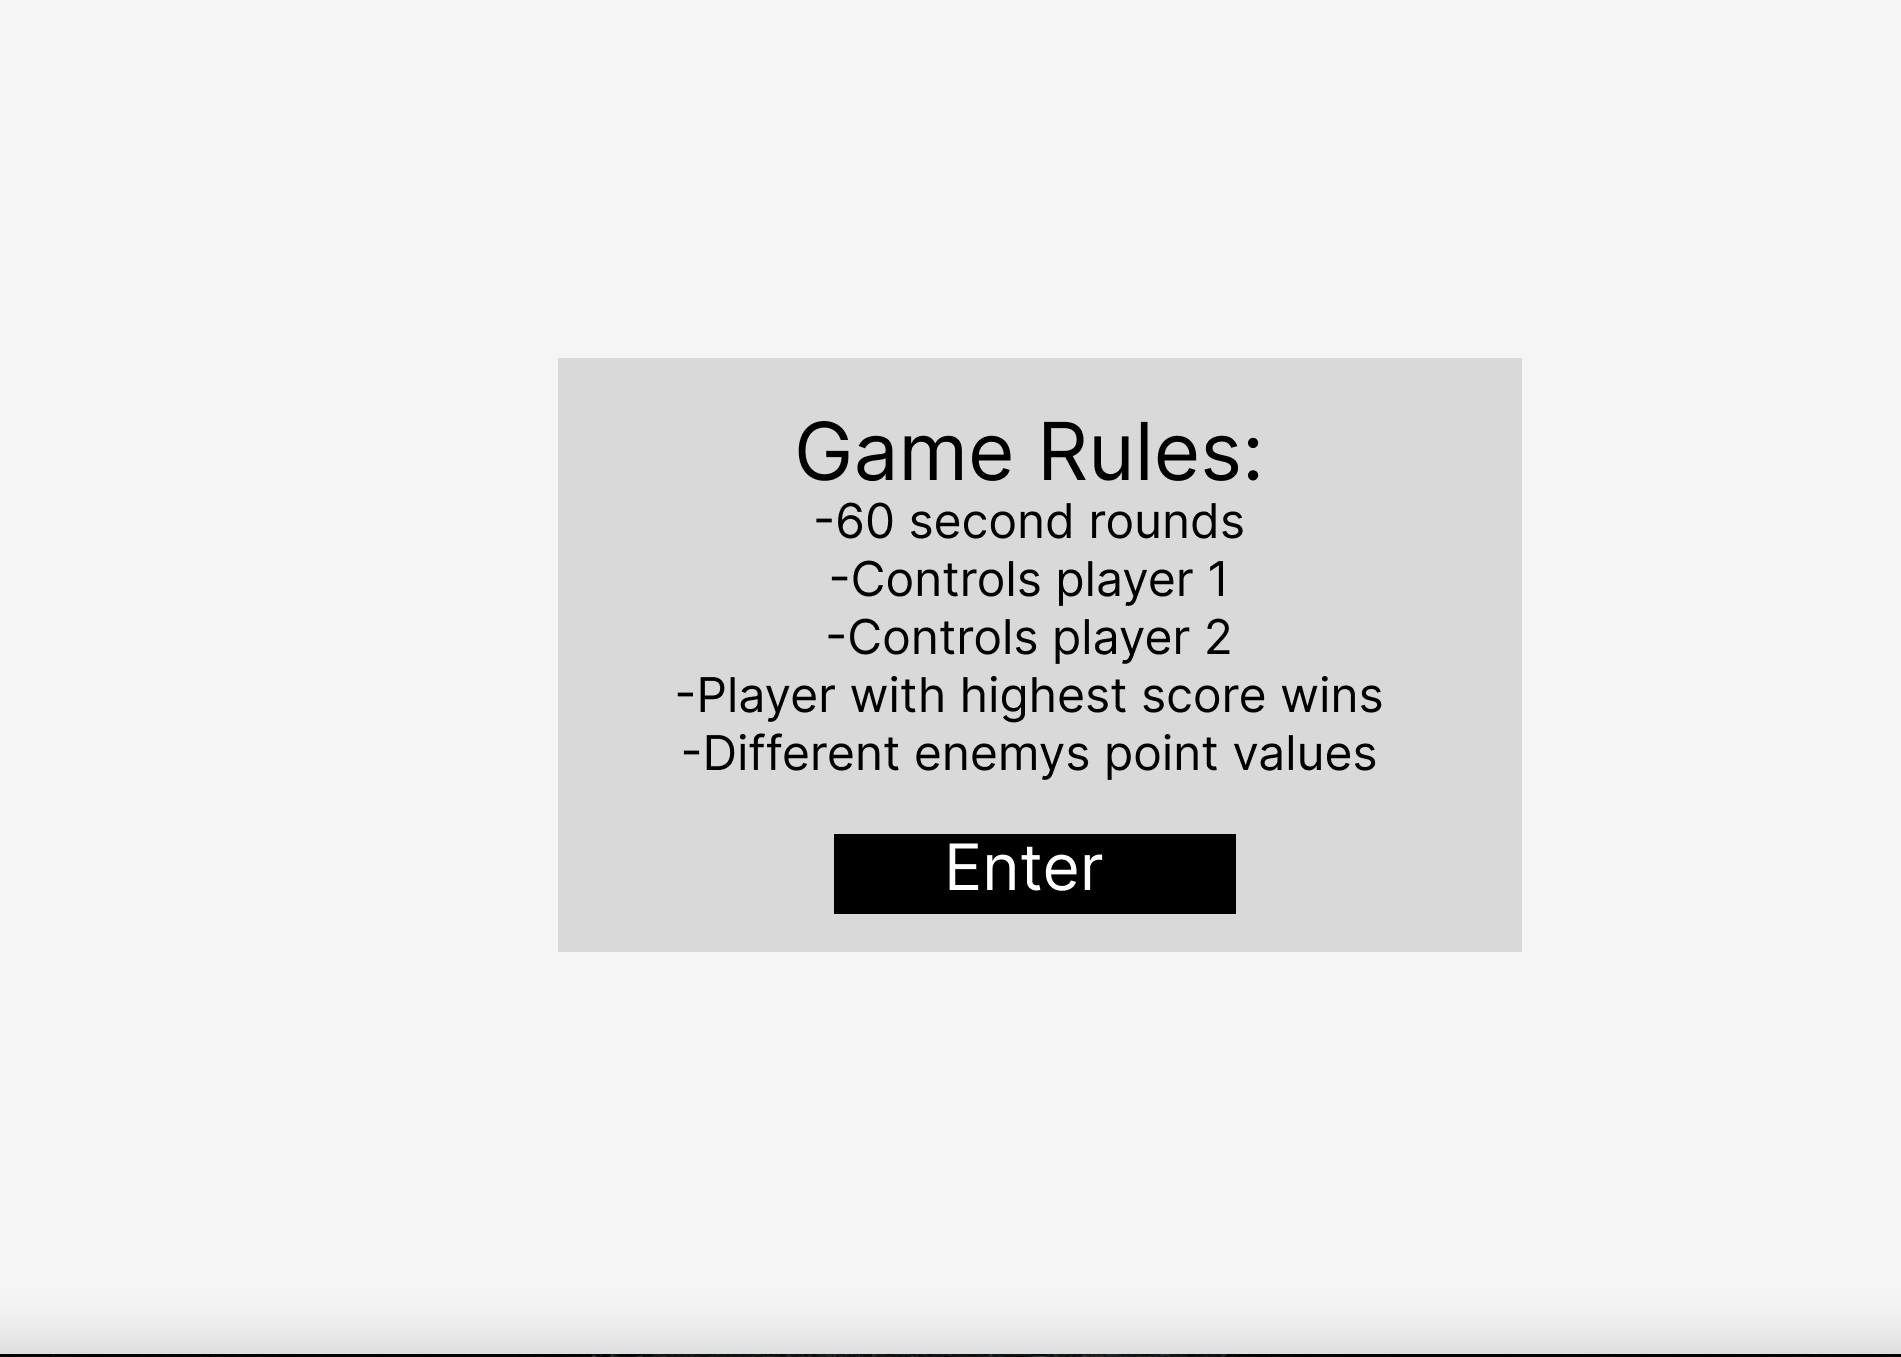 Game Rules:
-60 second rounds
-Controls player 1
-Controls player 2
-Player with highest score wins
-Different enemys point values
Enter